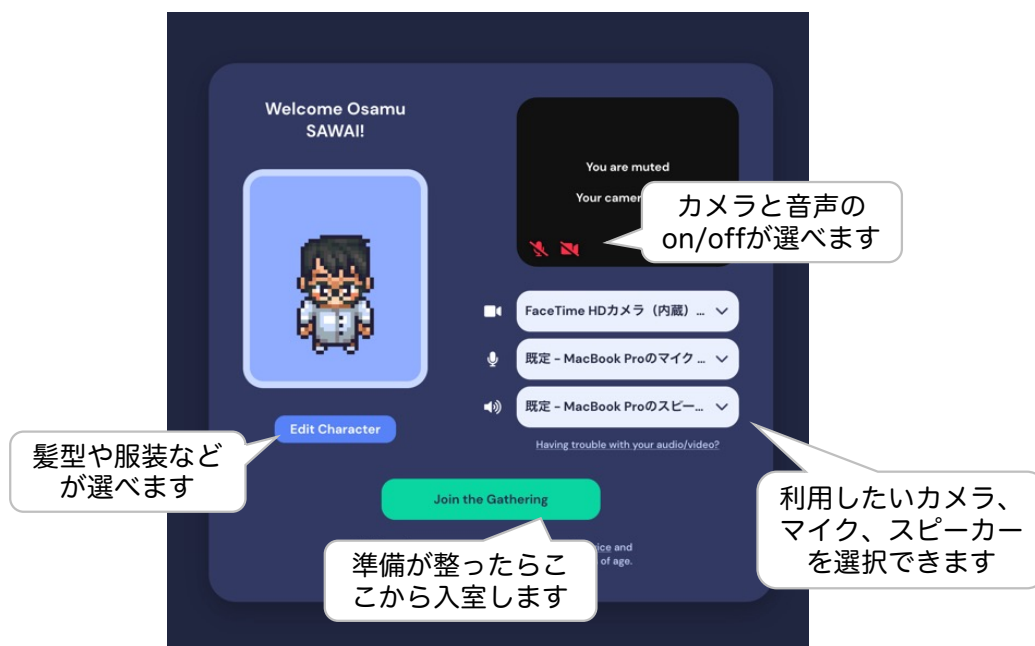 Welcome Osamu
SAWAI!
You are muted
Your camer
カメラと音声の
on/offが選べます
FaceTime HDカメラ（内蔵）...
既定 – MacBook Proのマイク ...
既定 – MacBook Proのスピー...
Edit Character
Having trouble with your audio/video?
髪型や服装など
が選べます
Join the Gathering
利用したいカメラ、
マイク、スピーカー
を選択できます
and
of age.
準備が整ったらこ
こから入室します